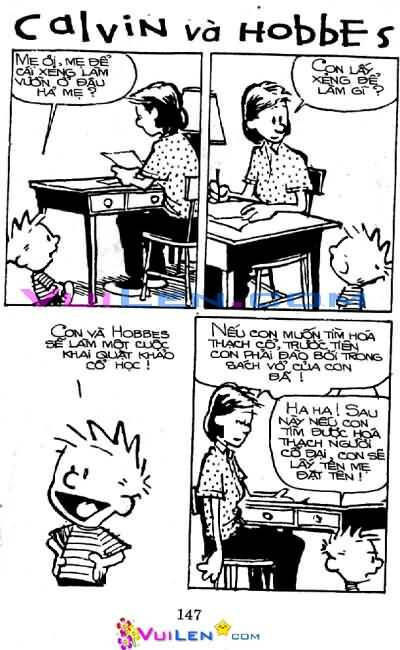 Calvin và Hobbes
MẸ ƠI, MẸ ĐỂ
CÁI XẺNG LÀM
VƯỜN Ở ĐÂU
HẢ MẸ ?
CON LẤY
XẺNG ĐỂ
LÀM GÌ ?
CON VÀ HOBBES
SẼ LÀM MỘT CUỘC
KHAI QUẬT KHẢO
CỔ HỌC !
NẾU CON MUỐN TÌM HÓA
THẠCH CỔ, TRƯỚC TIÊN
CON PHẢI ĐÀO BỚI TRONG
SÁCH VỞ CỦA CON
ĐÃ !
HA HA ! SAU
NÀY NẾU CON
TÌM ĐƯỢC HOÁ
THẠCH NGƯỜI
CỔ ĐẠI, CON SẼ
LẤY TÊN MẸ
ĐẶT TÊN !
VUILEN.COM
147
VUILEN.COM